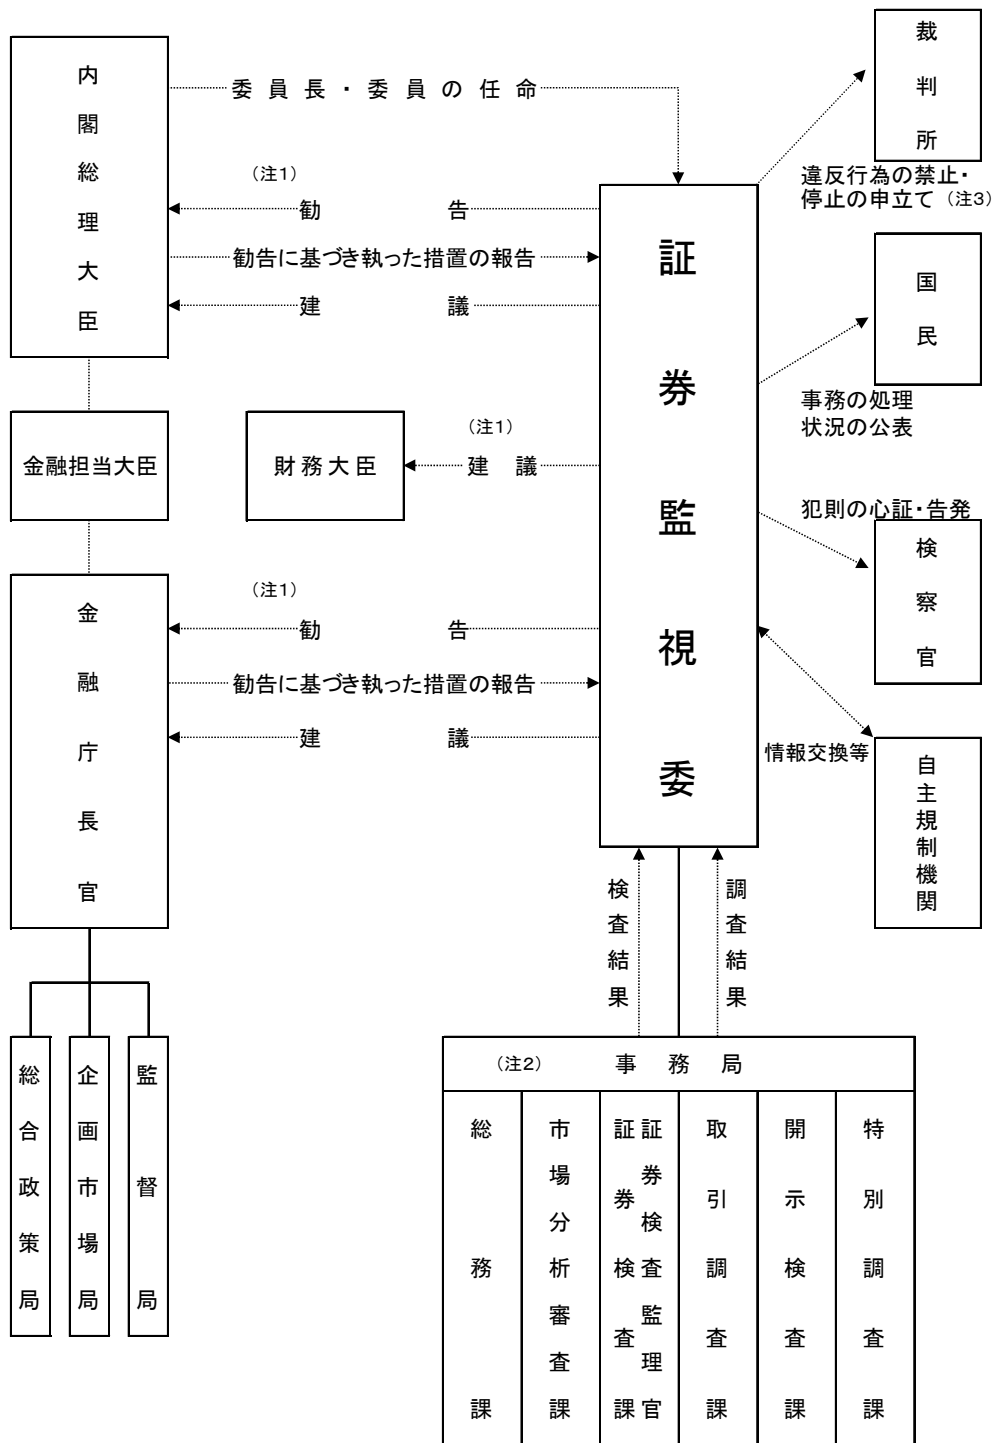 内閣総理大臣
委員長・委員の任命
(注1)
勧告
勧告に基づき執った措置の報告
建議
金融担当大臣
財務大臣
(注1)
建議
金融庁長官
(注1)
勧告
勧告に基づき執った措置の報告
建議
証券監視委
裁判所
違反行為の禁止・
停止の申立て (注3)
国民
事務の処理
状況の公表
犯則の心証・告発
検察官
情報交換等
自主規制機関
検査結果
調査結果
総合政策局
企画市場局
監督局
(注2) 事務局
総務課
市場分析審査課
証券検査課
証券検査監理官
取引調査課
開示検査課
特別調査課